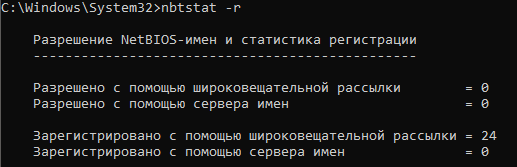 C:\Windows\System32>nbtstat -r
Разрешение NetBIOS-имен и статистика регистрации
------------------------------------------------
Разрешено с помощью широковещательной рассылки = 0
Разрешено с помощью сервера имен = 0
Зарегистрировано с помощью широковещательной рассылки = 24
Зарегистрировано с помощью сервера имен = 0